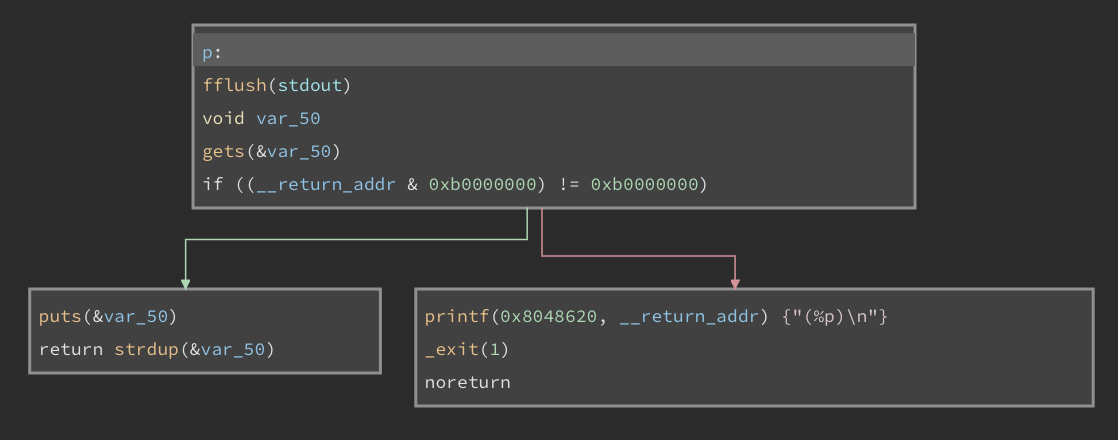 p:
fflush(stdout)
void var_50
gets(&var_50)
if ((__return_addr & 0xb0000000) != 0xb0000000)
puts(&var_50)
return strdup(&var_50)
printf(0x8048620, __return_addr) {"(%p)\n"}
_exit(1)
noreturn